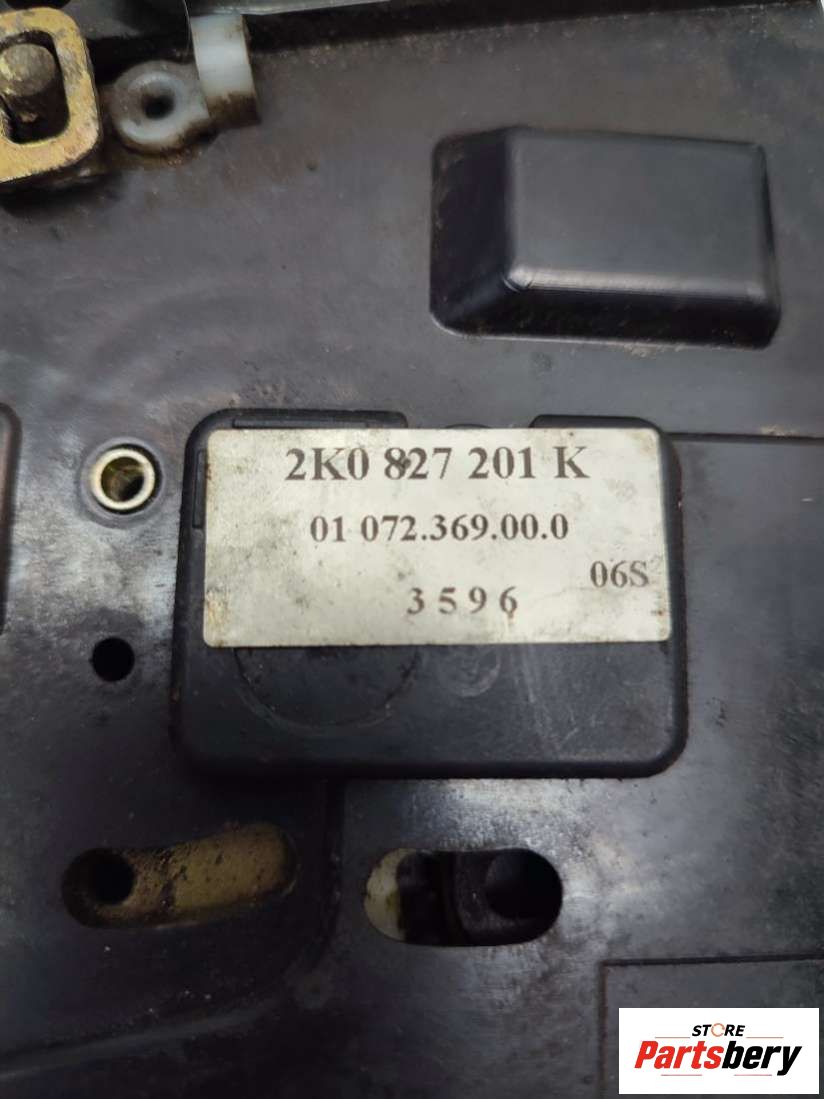 2K0 827 201 K
01 072.369.00.0
06S
3 5 9 6
STORE
Partsbery